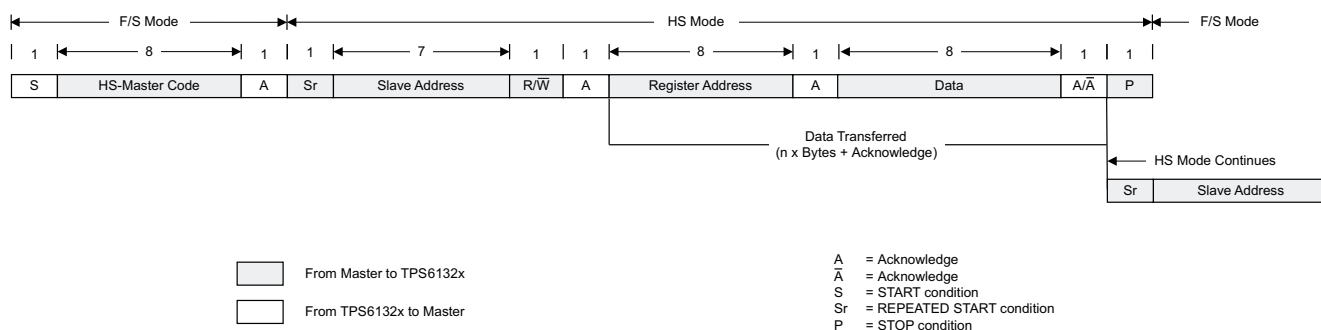 F/S Mode HS Mode F/S Mode
1 8 1 1 7 1 1 8 1 8 1 1
S HS-Master Code A Sr Slave Address R/W̅ A Register Address A Data A/A̅ P
Data Transferred
(n x Bytes + Acknowledge)
HS Mode Continues
Sr Slave Address
From Master to TPS6132x
From TPS6132x to Master
A = Acknowledge
A̅ = Acknowledge
S = START condition
Sr = REPEATED START condition
P = STOP condition